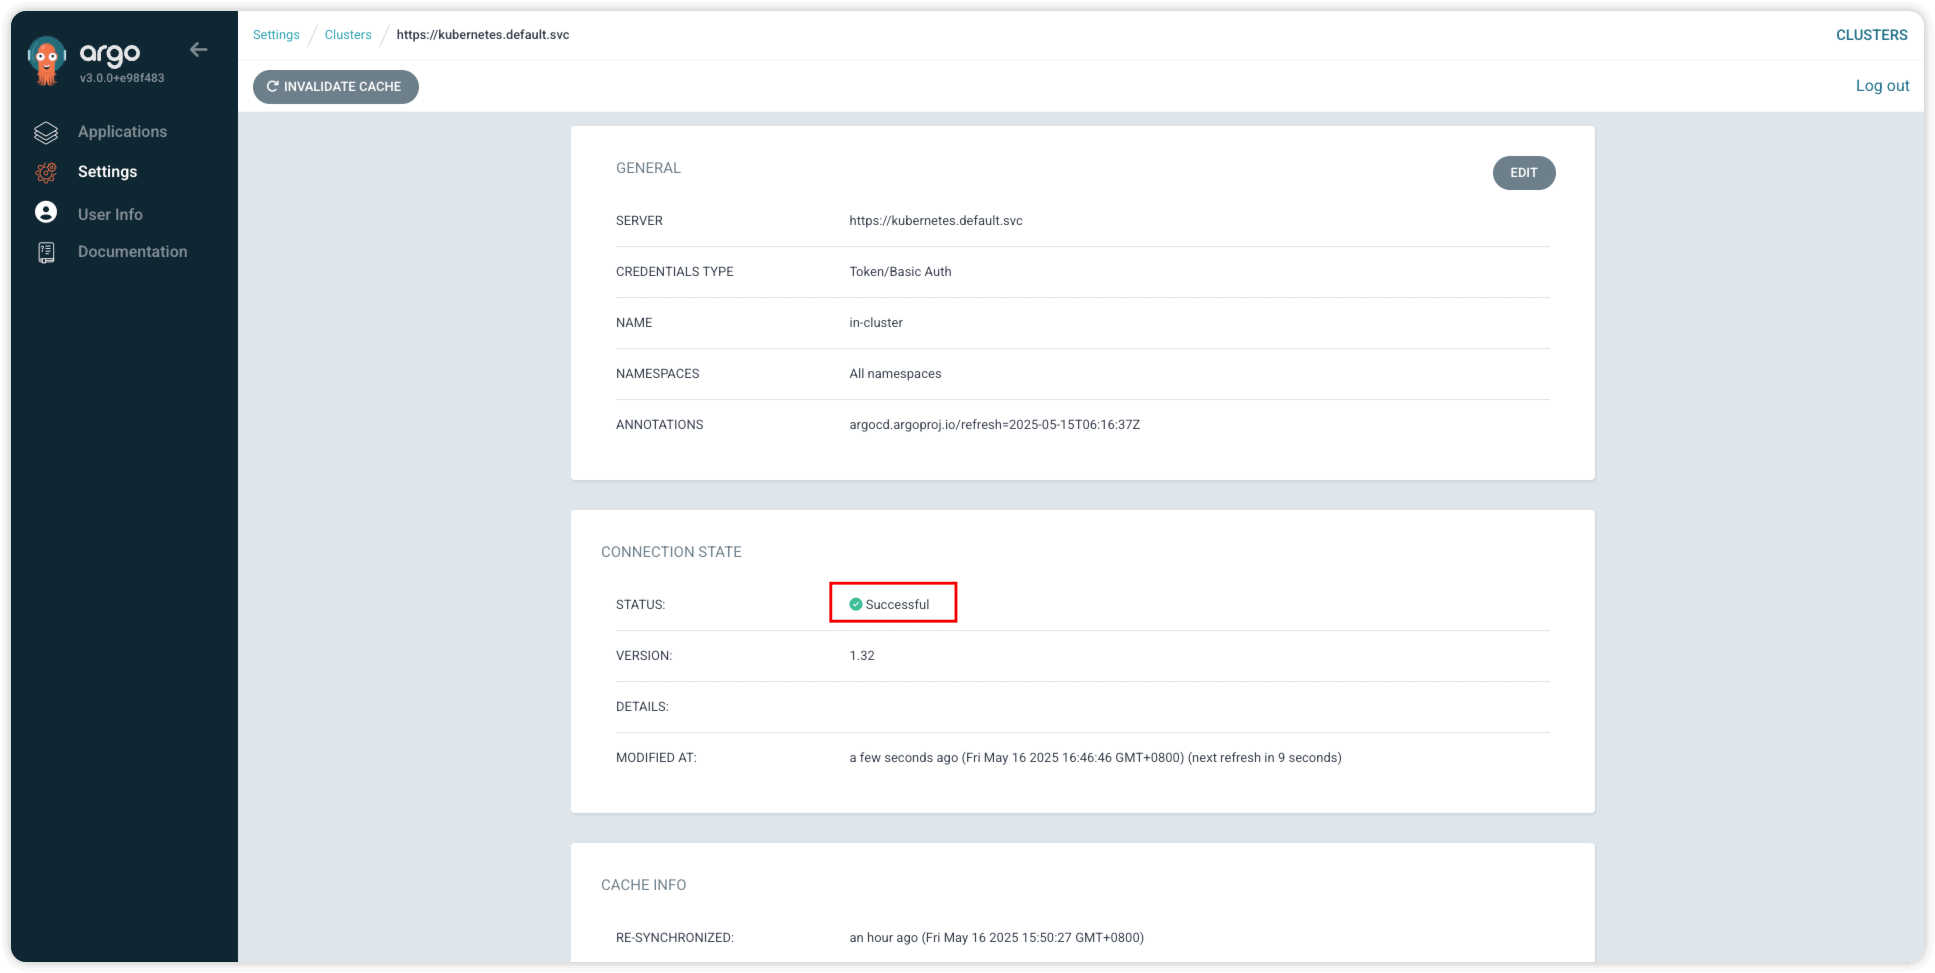 argo
v3.0.0+e98f483
Applications
Settings
User Info
Documentation
Settings / Clusters / https://kubernetes.default.svc
CLUSTERS
INVALIDATE CACHE
Log out
GENERAL
EDIT
SERVER https://kubernetes.default.svc
CREDENTIALS TYPE Token/Basic Auth
NAME in-cluster
NAMESPACES All namespaces
ANNOTATIONS argocd.argoproj.io/refresh=2025-05-15T06:16:37Z
CONNECTION STATE
STATUS: Successful
VERSION: 1.32
DETAILS:
MODIFIED AT: a few seconds ago (Fri May 16 2025 16:46:46 GMT+0800) (next refresh in 9 seconds)
CACHE INFO
RE-SYNCHRONIZED: an hour ago (Fri May 16 2025 15:50:27 GMT+0800)